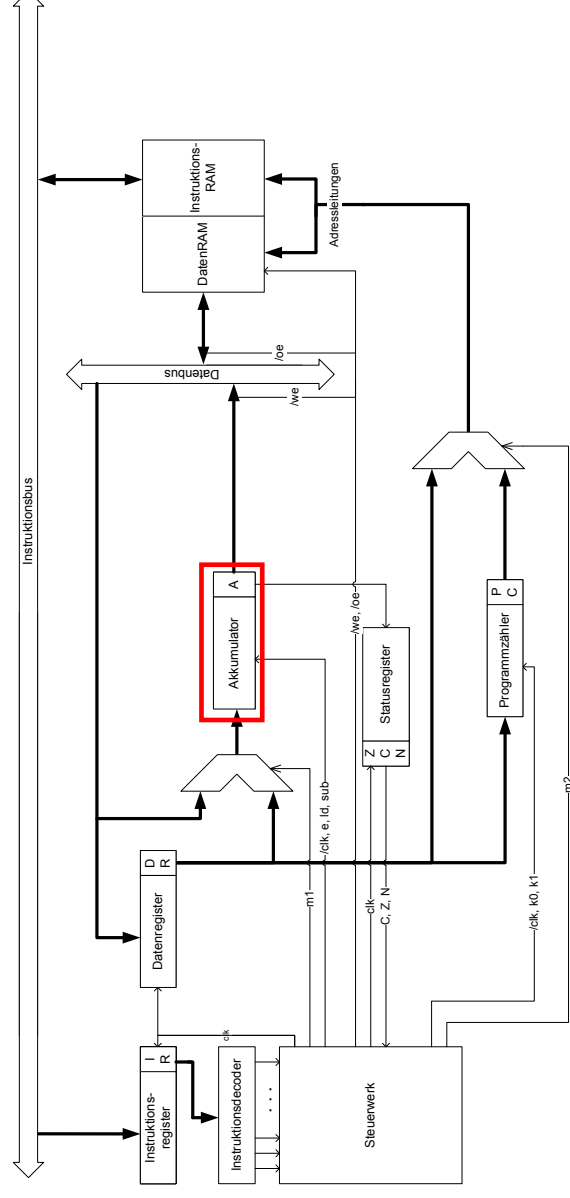 Instruktionsbus
Instruktions-
register
I
R
Datenregister
D
R
Instruktionsdecoder
. . .
clk
Steuerwerk
m1
/clk, e, ld, sub
Akkumulator
A
/we
/oe
Datenbus
DatenRAM
Instruktions-
RAM
Adressleitungen
/we, /oe
clk
C, Z, N
Z
C
N
Statusregister
Programmzähler
P
C
/clk, k0, k1
m2